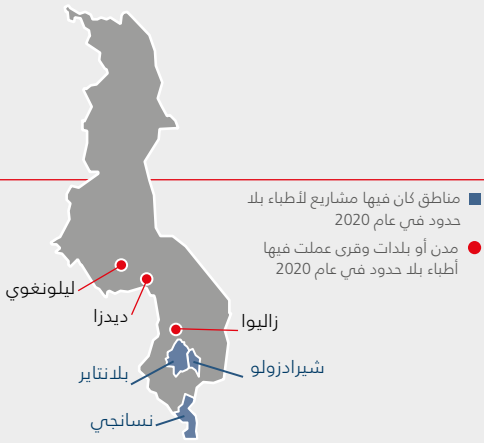 مناطق كان فيها مشاريع لأطباء بلا
حدود في عام 2020
مدن أو بلدات وقرى عملت فيها
أطباء بلا حدود في عام 2020
ليلونغوي
ديدزا
زاليوا
شيرادزولو
بلانتاير
نسانجي